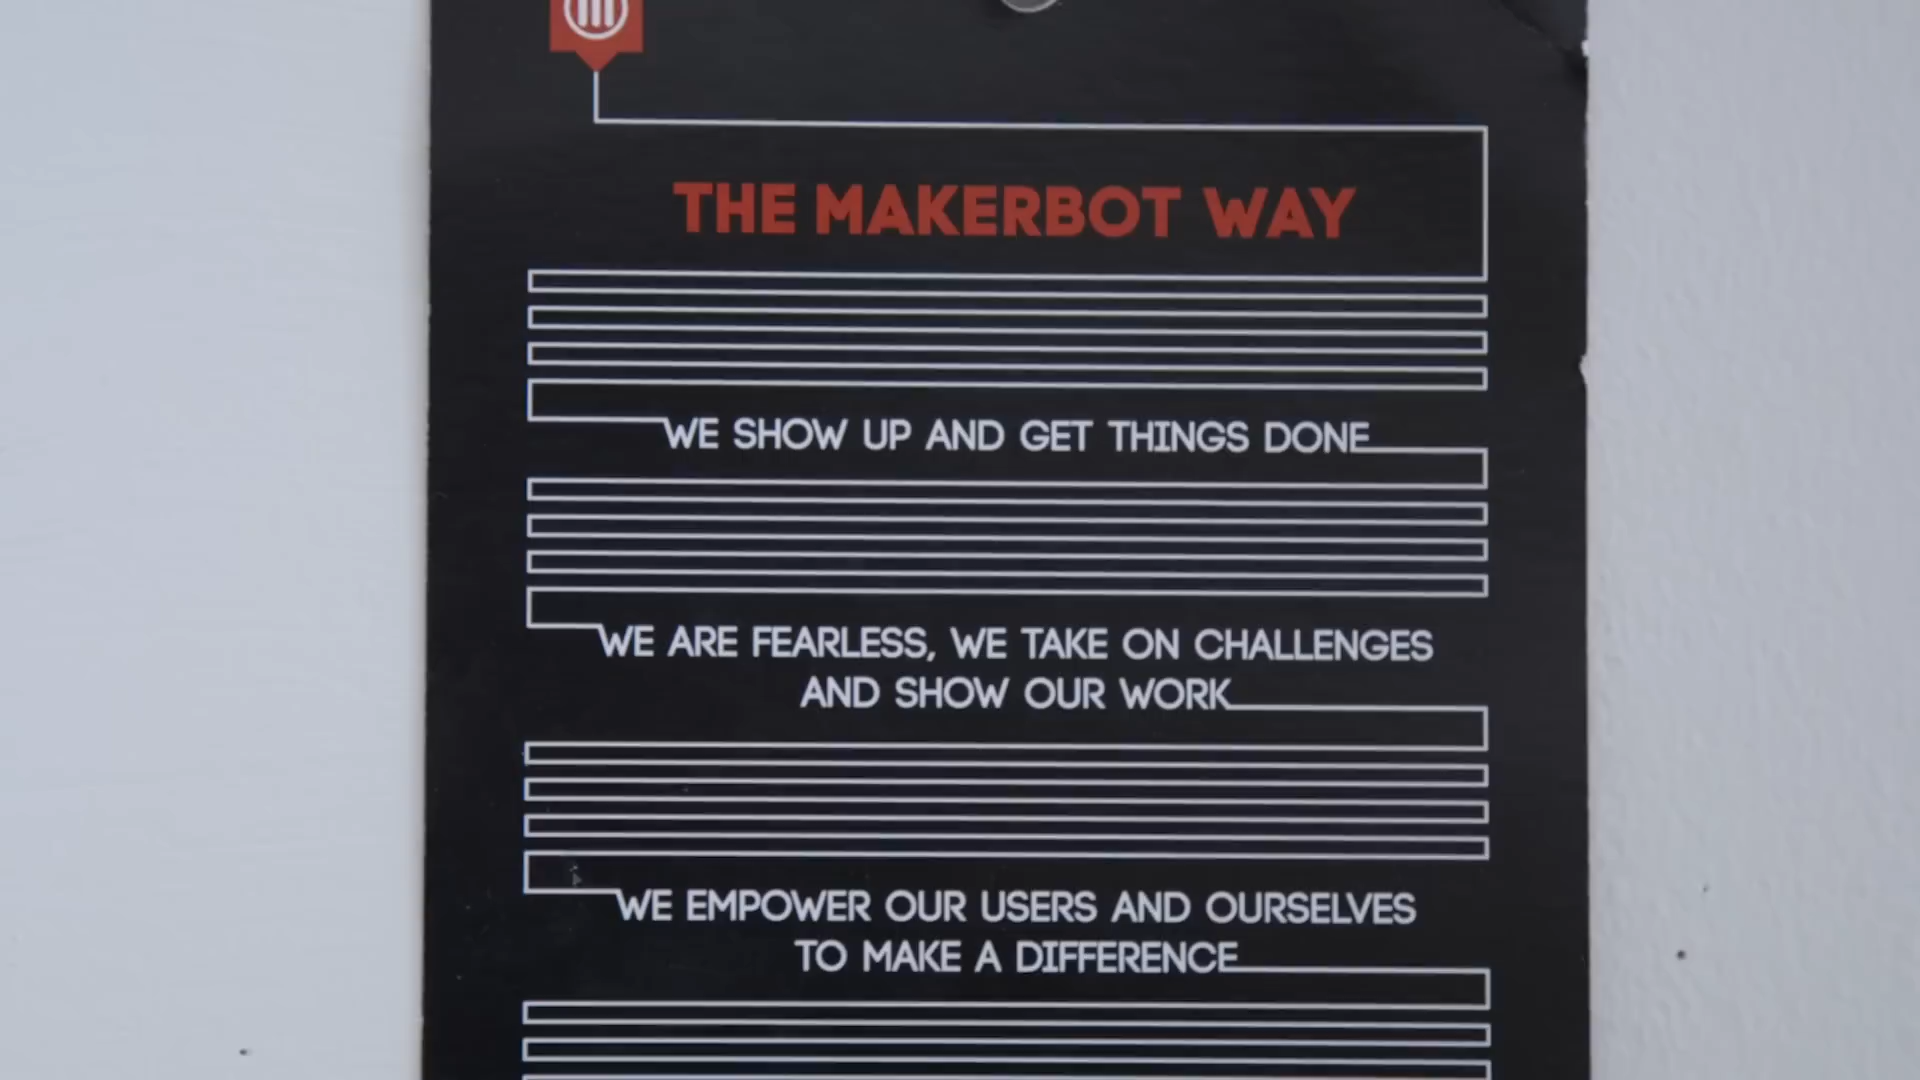 THE MAKERBOT WAY
WE SHOW UP AND GET THINGS DONE
WE ARE FEARLESS, WE TAKE ON CHALLENGES
AND SHOW OUR WORK
WE EMPOWER OUR USERS AND OURSELVES
TO MAKE A DIFFERENCE